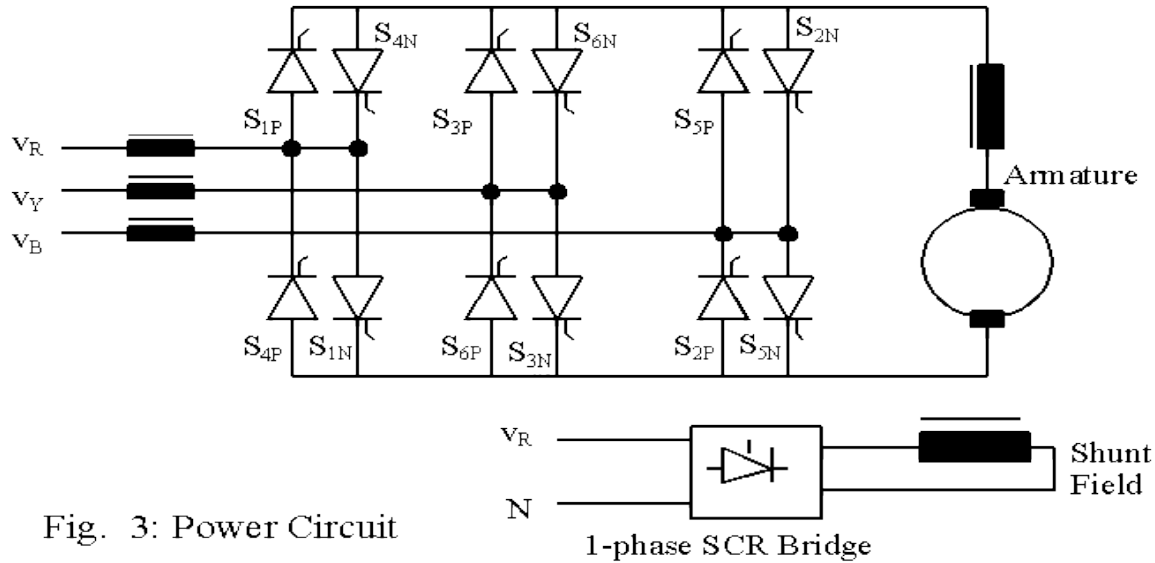 S4N
S6N
S2N
S1P
S3P
S5P
vR
vY
vB
Armature
S4P
S1N
S6P
S3N
S2P
S5N
vR
N
Shunt
Field
Fig. 3: Power Circuit
1-phase SCR Bridge